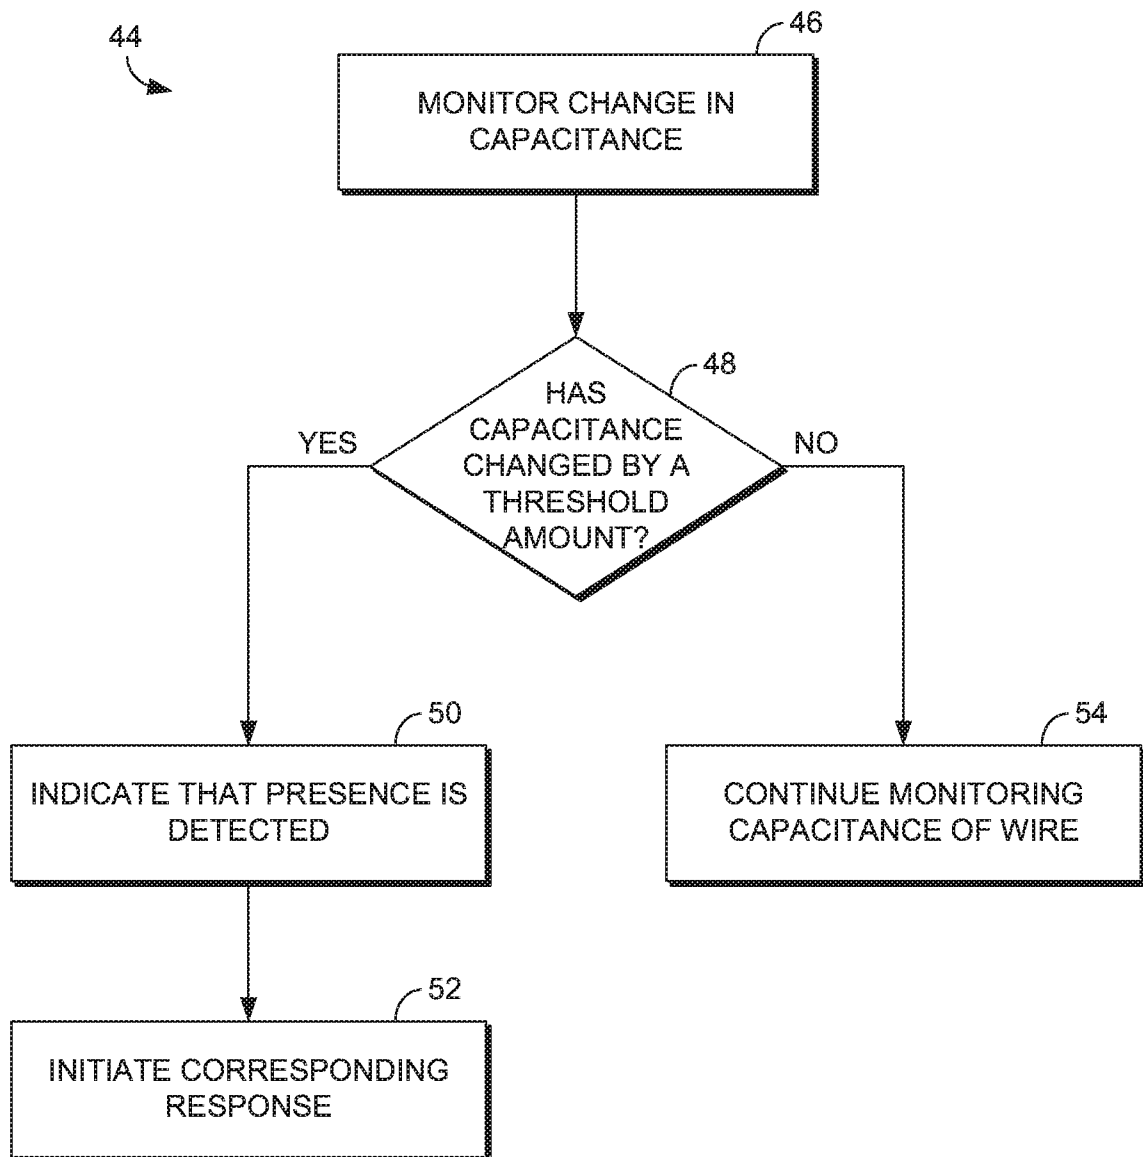 44
46
MONITOR CHANGE IN
CAPACITANCE
48
HAS
CAPACITANCE
CHANGED BY A
THRESHOLD
AMOUNT?
YES
NO
50
INDICATE THAT PRESENCE IS
DETECTED
54
CONTINUE MONITORING
CAPACITANCE OF WIRE
52
INITIATE CORRESPONDING
RESPONSE